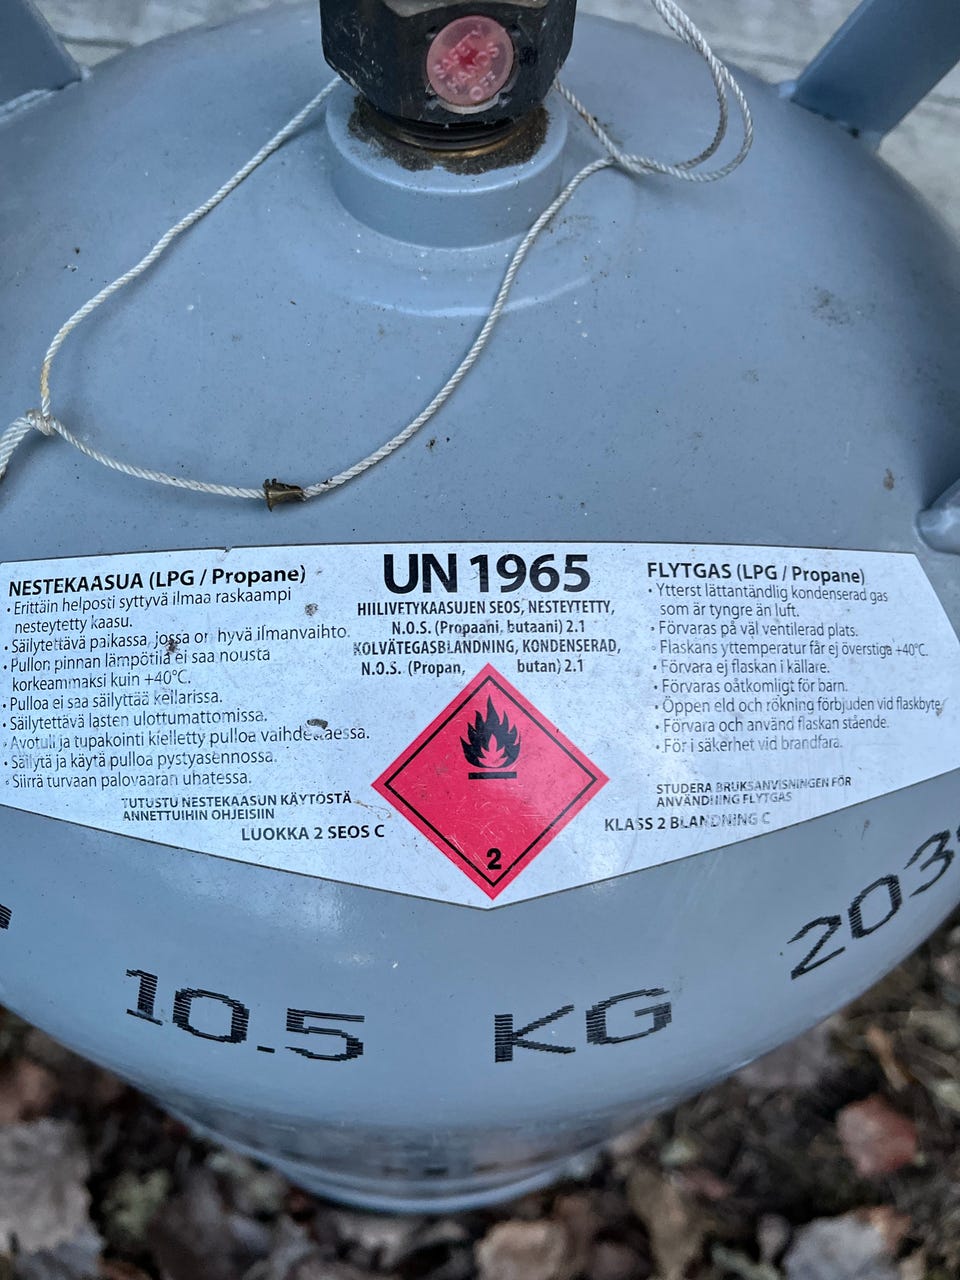 UN 1965
HIILIVETYKAASUJEN SEOS, NESTEYTETTY,
N.O.S. (Propaani, butaani) 2.1
KOLVÄTEGASBLANDNING, KONDENSERAD,
N.O.S. (Propan, butan) 2.1
NESTEKAASUA (LPG / Propane)
• Erittäin helposti syttyvä ilmaa raskaampi
nesteytetty kaasu.
• Säilytettävä paikassa, jossa on hyvä ilmanvaihto.
• Pullon pinnan lämpötila ei saa nousta
korkeammaksi kuin +40°C.
• Pulloa ei saa säilyttää kellarissa.
• Säilytettävä lasten ulottumattomissa.
• Avotuli ja tupakointi kielletty pulloa vaihdettaessa.
• Säilytä ja käytä pulloa pystyasennossa.
• Siirrä turvaan palovaaran uhatessa.
TUTUSTU NESTEKAASUN KÄYTÖSTÄ
ANNETTUIHIN OHJEISIIN
LUOKKA 2 SEOS C
FLYTGAS (LPG / Propane)
• Ytterst lättantändlig kondenserad gas
som är tyngre än luft.
• Förvaras på väl ventilerad plats.
• Flaskans yttemperatur får ej överstiga +40°C.
• Förvara ej flaskan i källare.
• Förvaras oåtkomligt för barn.
• Öppen eld och rökning förbjuden vid flaskbyte
• Förvara och använd flaskan stående.
• För i säkerhet vid brandfara.
STUDERA BRUKSANVISNINGEN FÖR
ANVÄNDNING FLYTGAS
KLASS 2 BLANDNING C
2
10.5 KG 203